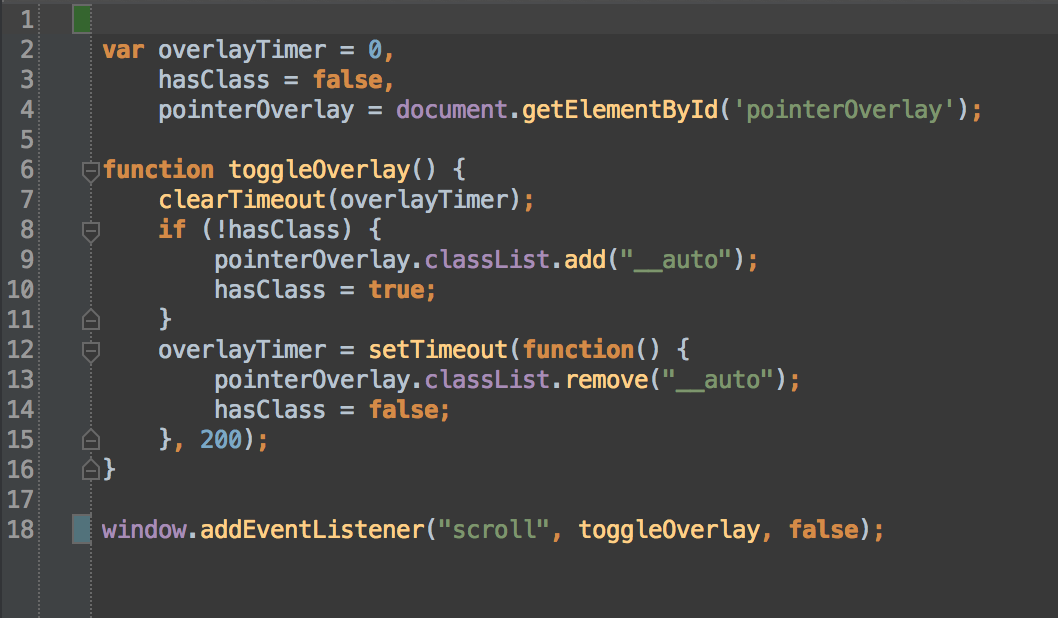 1
2 var overlayTimer = 0,
3     hasClass = false,
4     pointerOverlay = document.getElementById('pointerOverlay');
5
6 function toggleOverlay() {
7     clearTimeout(overlayTimer);
8     if (!hasClass) {
9         pointerOverlay.classList.add("__auto");
10         hasClass = true;
11     }
12     overlayTimer = setTimeout(function() {
13         pointerOverlay.classList.remove("__auto");
14         hasClass = false;
15     }, 200);
16 }
17
18 window.addEventListener("scroll", toggleOverlay, false);